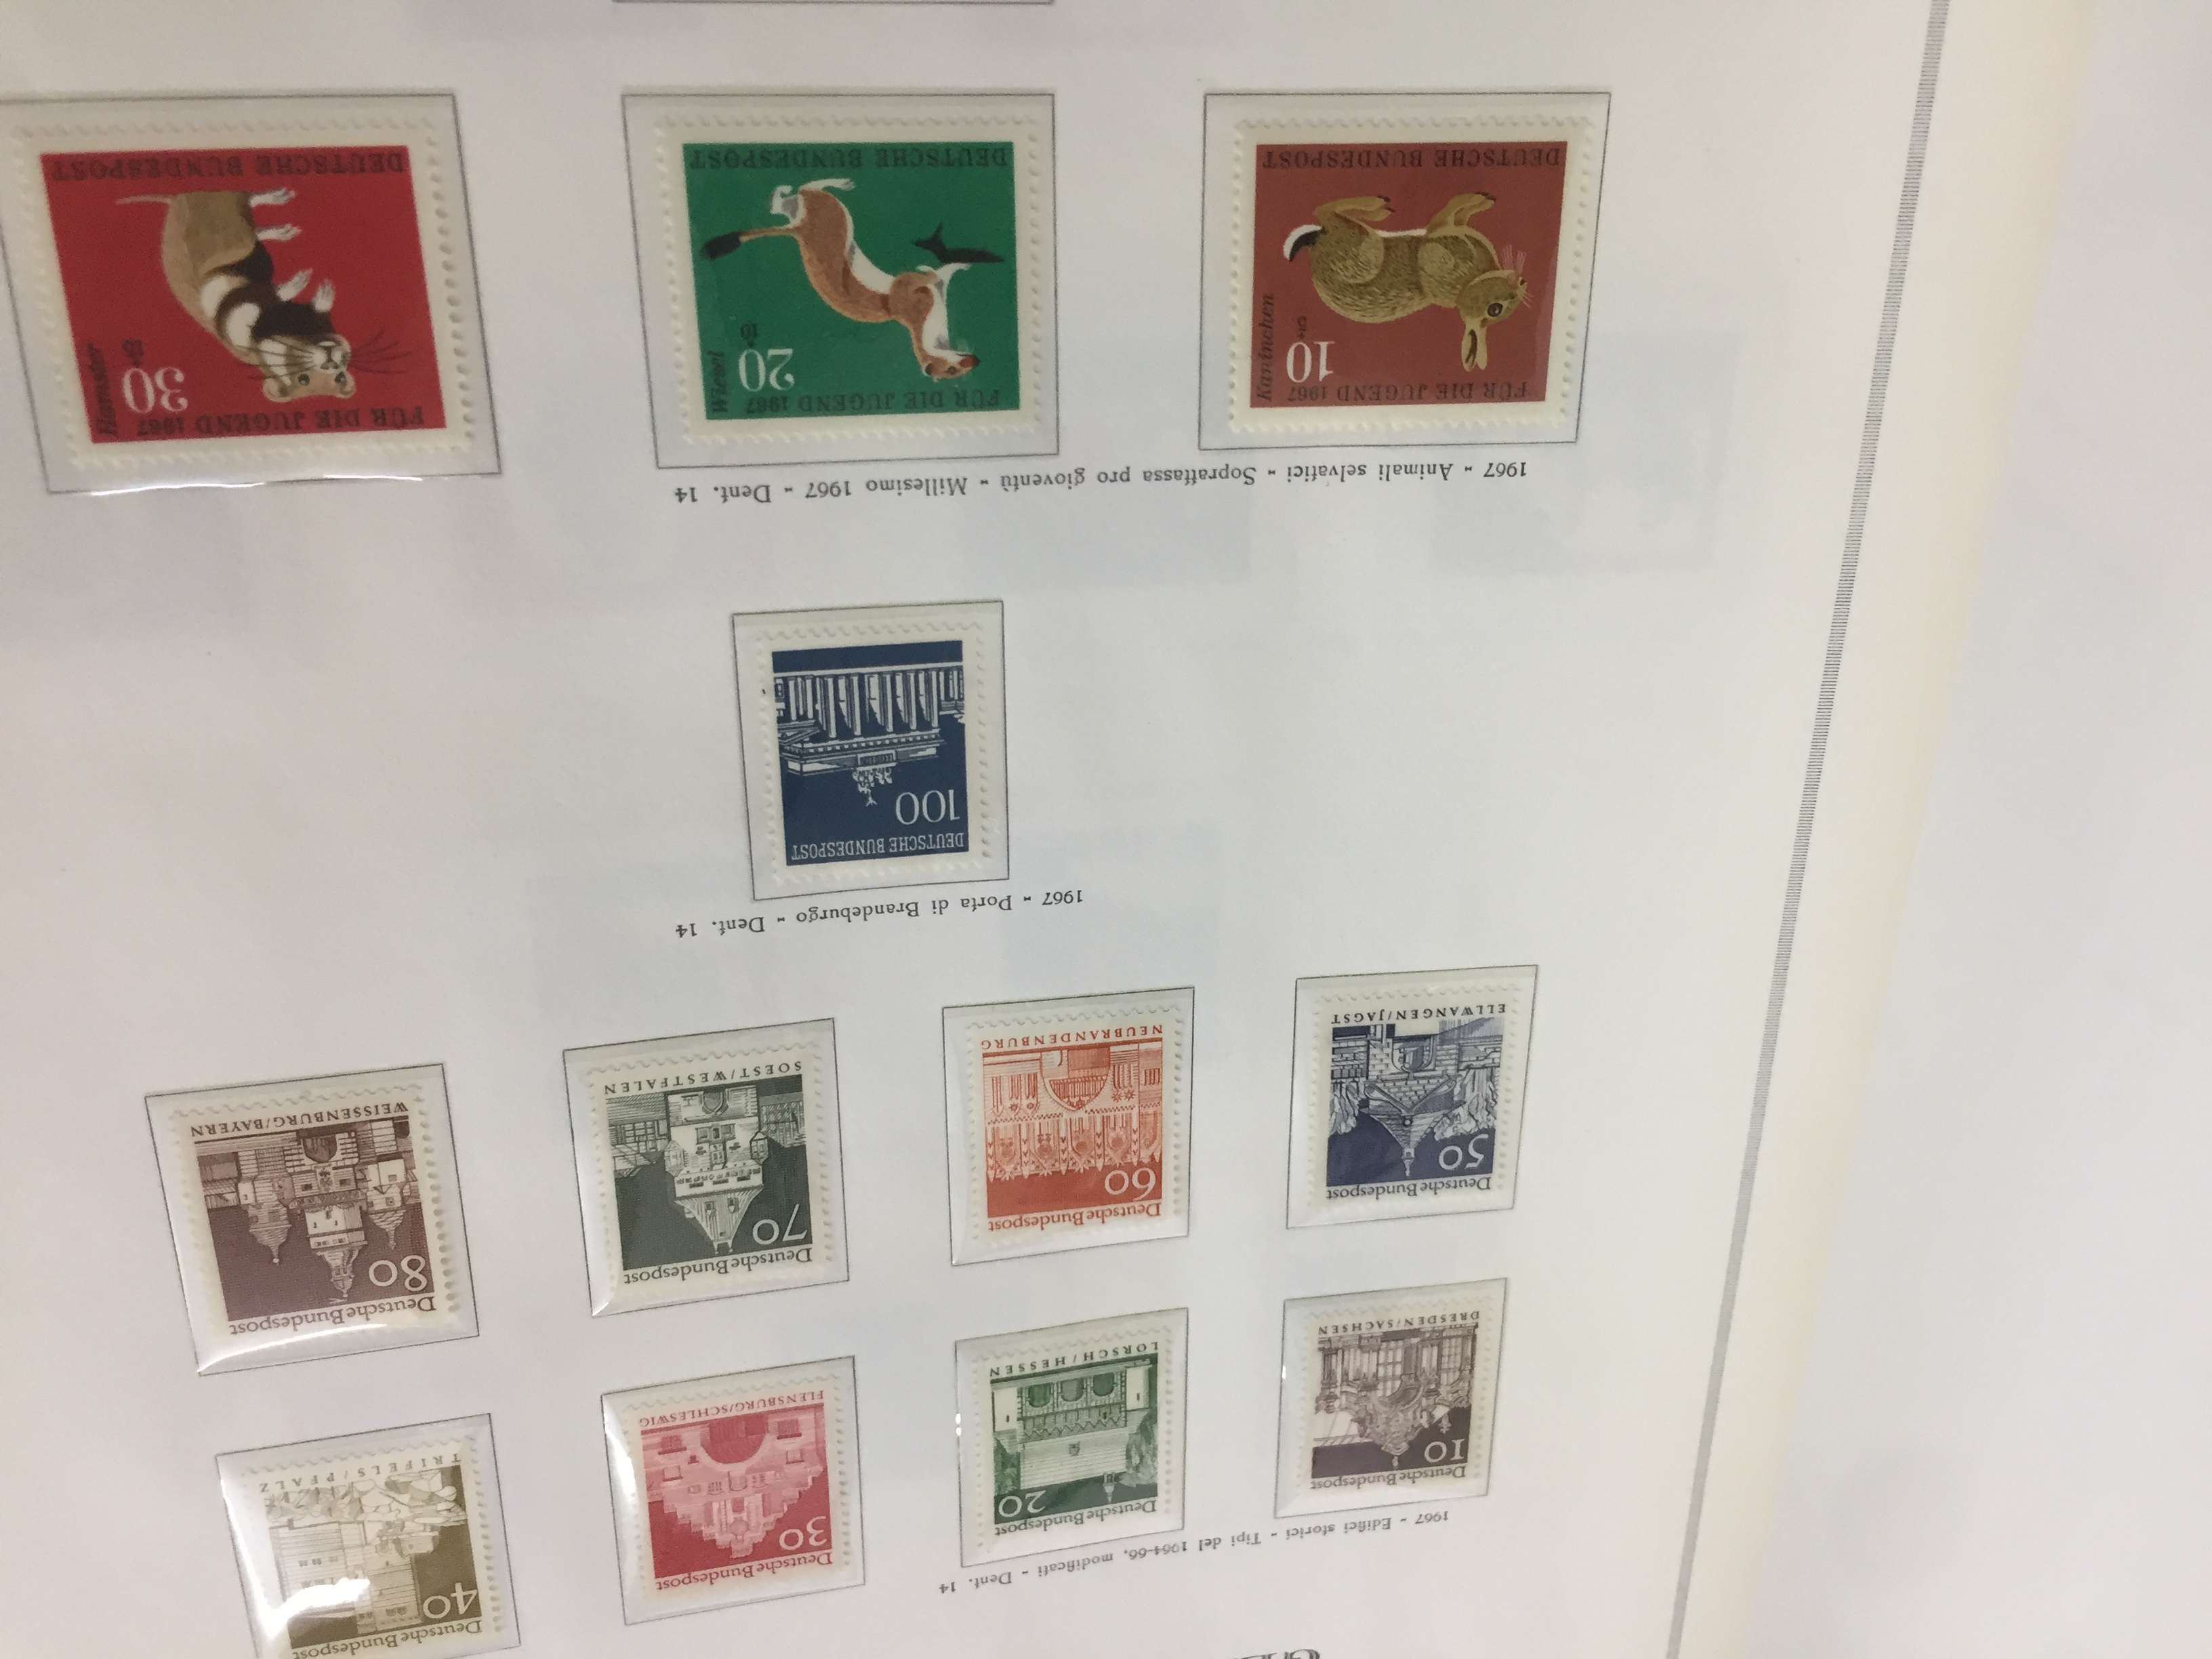 1967 - Edifici storici - Tipi del 1964-66, modificati - Dent. 14
Deutsche Bundespost
10
DRESDEN/SACHSEN
Deutsche Bundespost
20
LORSCH/HESSEN
Deutsche Bundespost
30
FLENSBURG/SCHLESWIG
Deutsche Bundespost
40
TRIFELS/PFALZ
Deutsche Bundespost
50
ELLWANGEN/JAGST
Deutsche Bundespost
60
NEUBRANDENBURG
Deutsche Bundespost
70
SOEST/WESTFALEN
Deutsche Bundespost
80
WEISSENBURG/BAYERN
1967 - Porta di Brandeburgo - Dent. 14
DEUTSCHE BUNDESPOST
100
1967 - Animali selvatici - Soprattassa pro gioventù - Millesimo 1967 - Dent. 14
FÜR DIE JUGEND 1967
10
+5
Kaninchen
DEUTSCHE BUNDESPOST
FÜR DIE JUGEND 1967
20
+10
Wiesel
DEUTSCHE BUNDESPOST
FÜR DIE JUGEND 1967
30
Hamster
DEUTSCHE BUNDESPOST